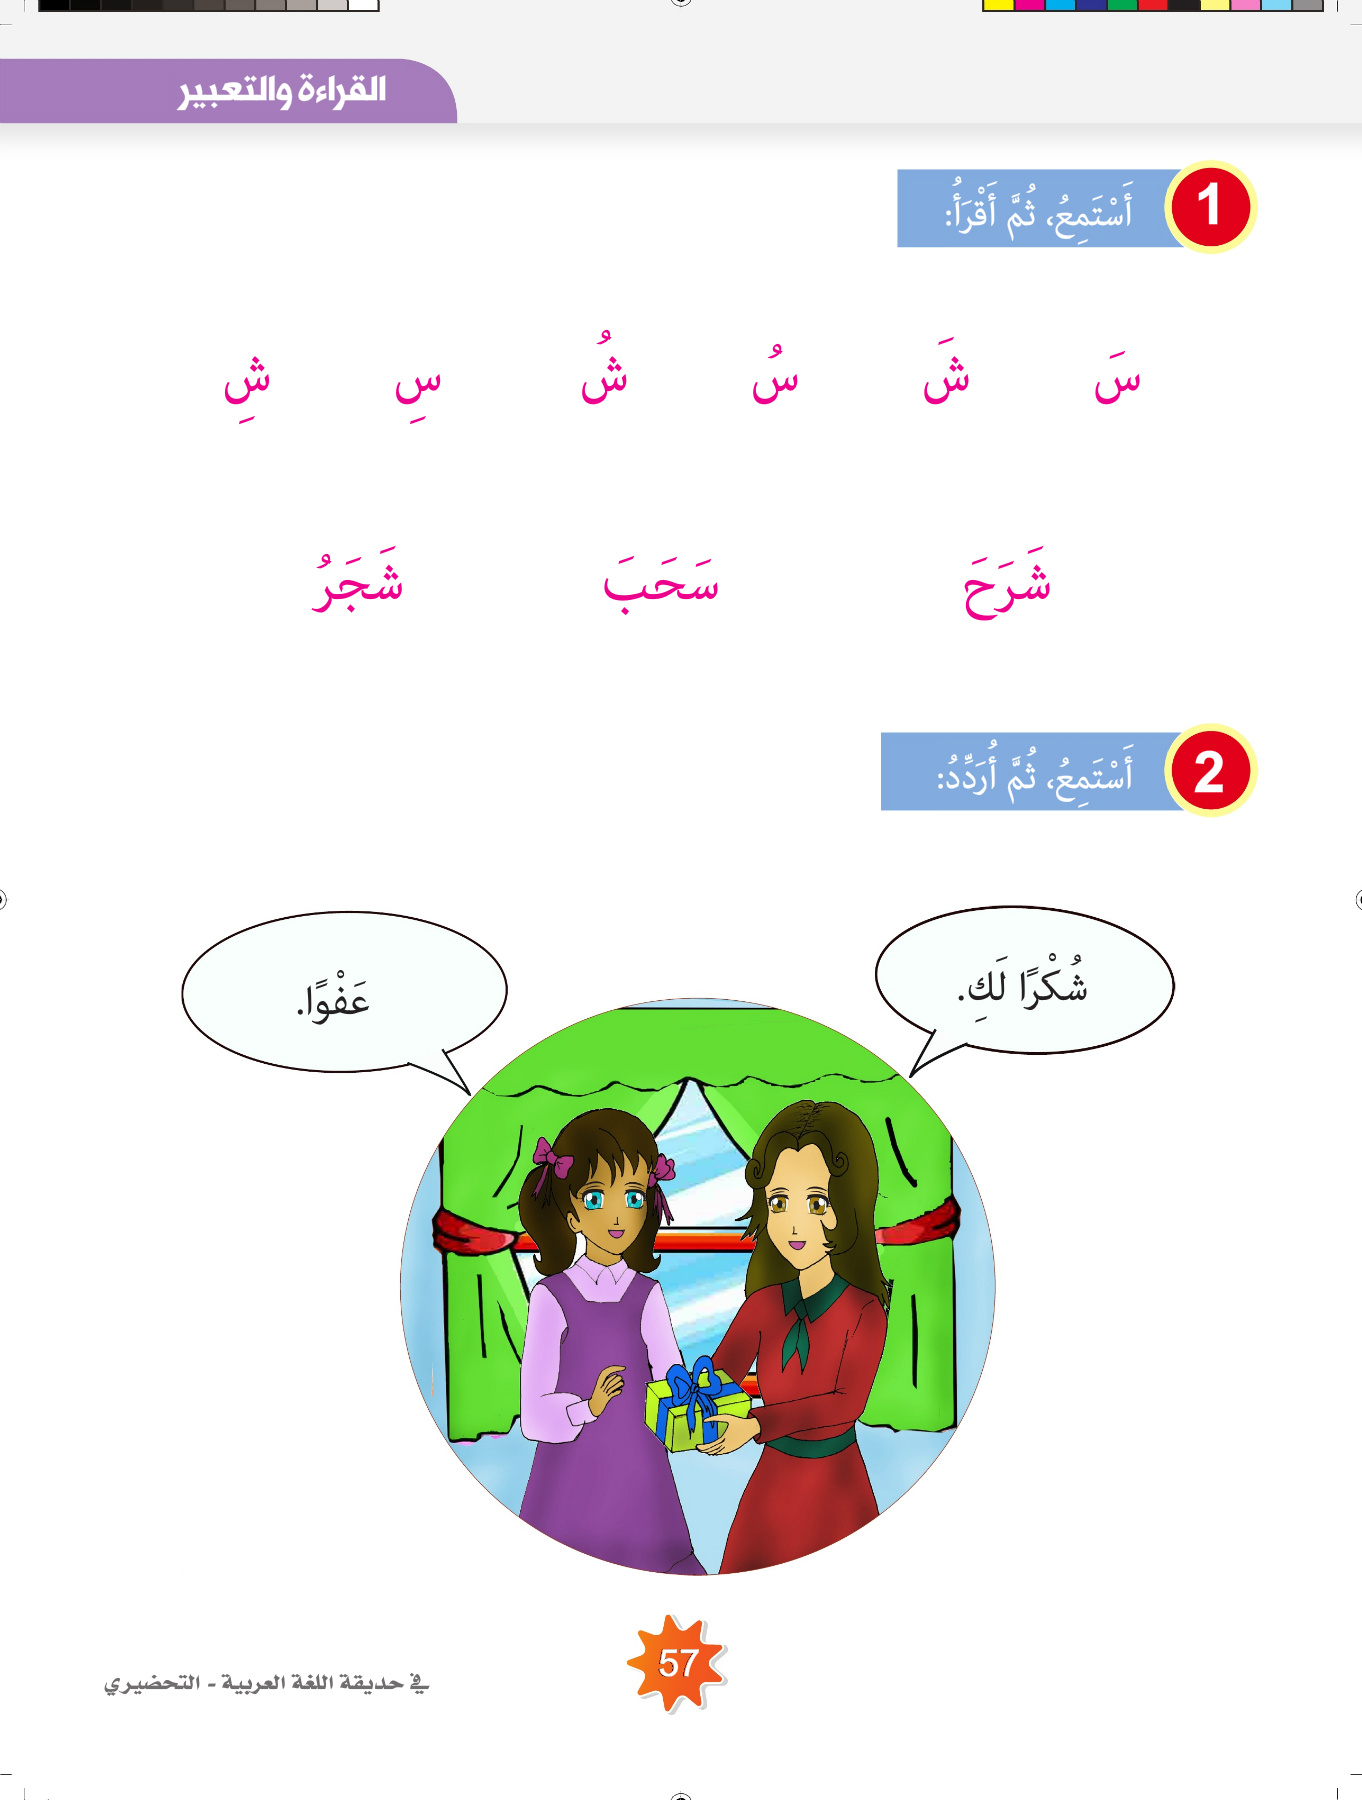 القراءة والتعبير
1 أَسْتَمِعُ، ثُمَّ أَقْرَأُ:
سَ شَ سُ شُ سِ شِ
شَرَحَ سَحَبَ شَجَرُ
2 أَسْتَمِعُ، ثُمَّ أُرَدِّدُ:
شُكْرًا لَكِ.
عَفْوًا.
57
في حديقة اللغة العربية - التحضيري